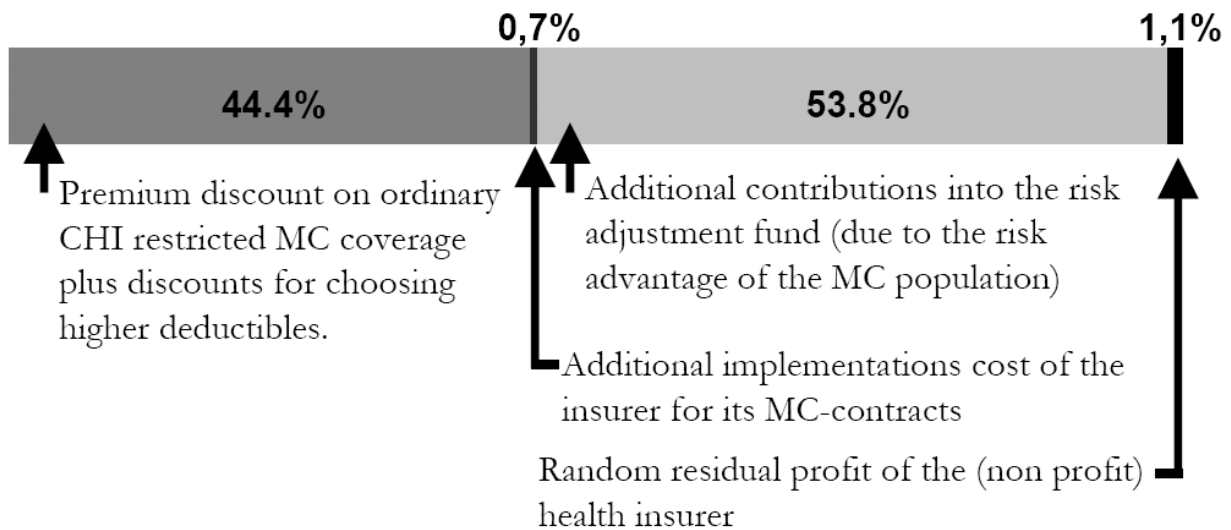 0,7%
1,1%
44.4%
53.8%
Premium discount on ordinary
CHI restricted MC coverage
plus discounts for choosing
higher deductibles.
Additional contributions into the risk
adjustment fund (due to the risk
advantage of the MC population)
Additional implementations cost of the
insurer for its MC-contracts
Random residual profit of the (non profit)
health insurer